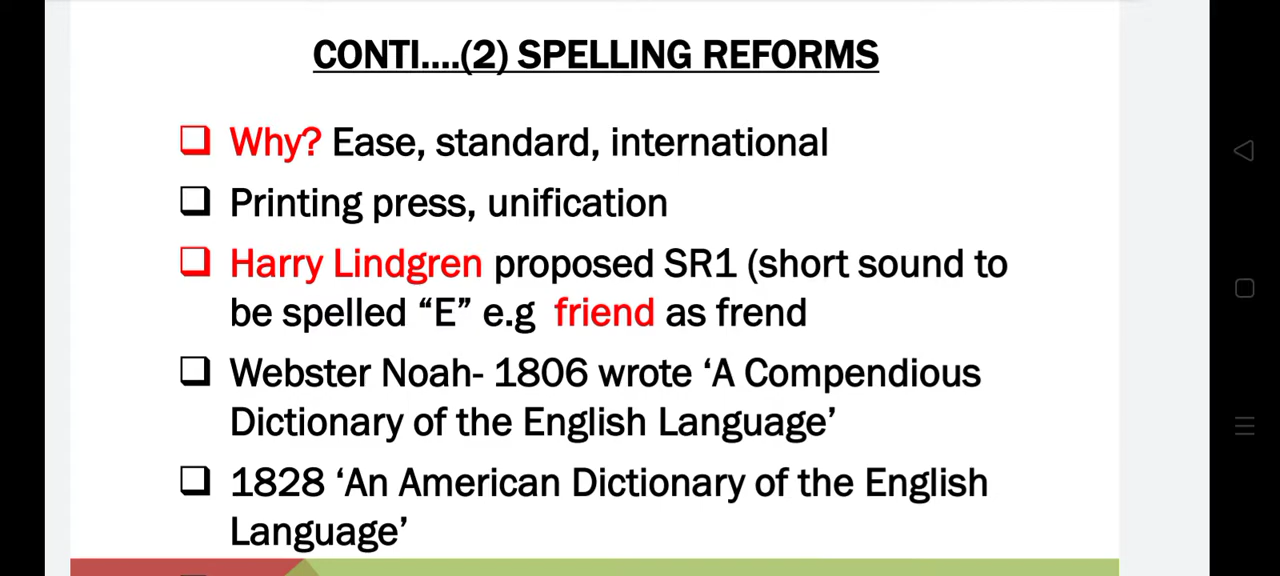 CONTI....(2) SPELLING REFORMS
Why? Ease, standard, international
Printing press, unification
Harry Lindgren proposed SR1 (short sound to
be spelled “E” e.g friend as frend
Webster Noah- 1806 wrote ‘A Compendious
Dictionary of the English Language’
1828 ‘An American Dictionary of the English
Language’